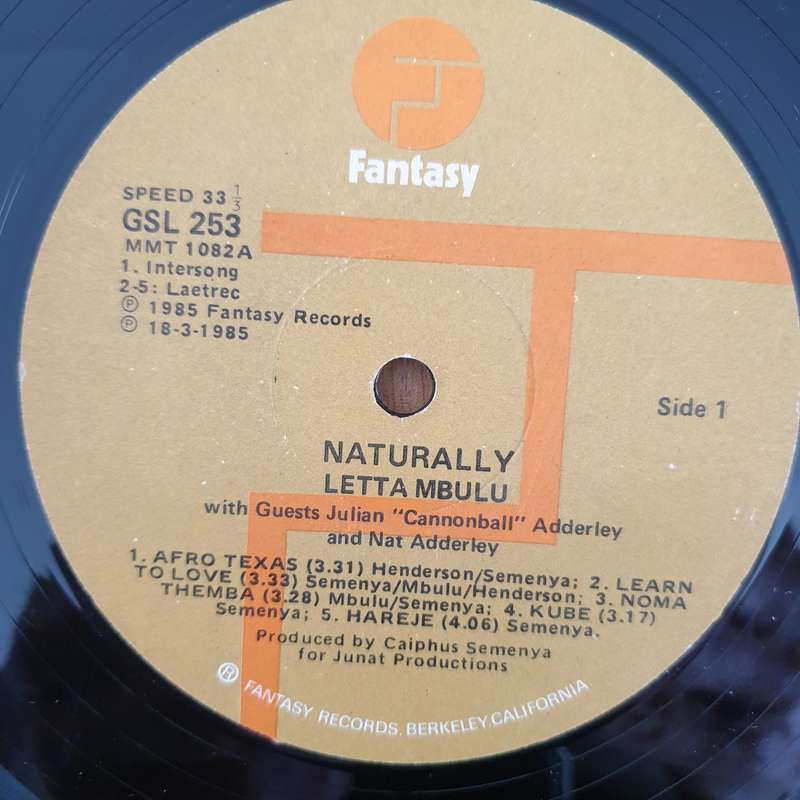 Fantasy
SPEED 33 1/3
GSL 253
MMT 1082A
1. Intersong
2-5: Laetrec
Ⓟ 1985 Fantasy Records
Ⓟ 18-3-1985
Side 1
NATURALLY
LETTA MBULU
with Guests Julian "Cannonball" Adderley
and Nat Adderley
1. AFRO TEXAS (3.31) Henderson/Semenya; 2. LEARN
TO LOVE (3.33) Semenya/Mbulu/Henderson; 3. NOMA
THEMBA (3.28) Mbulu/Semenya; 4. KUBE (3.17)
Semenya; 5. HAREJE (4.06) Semenya.
Produced by Caiphus Semenya
for Junat Productions
® FANTASY RECORDS, BERKELEY, CALIFORNIA